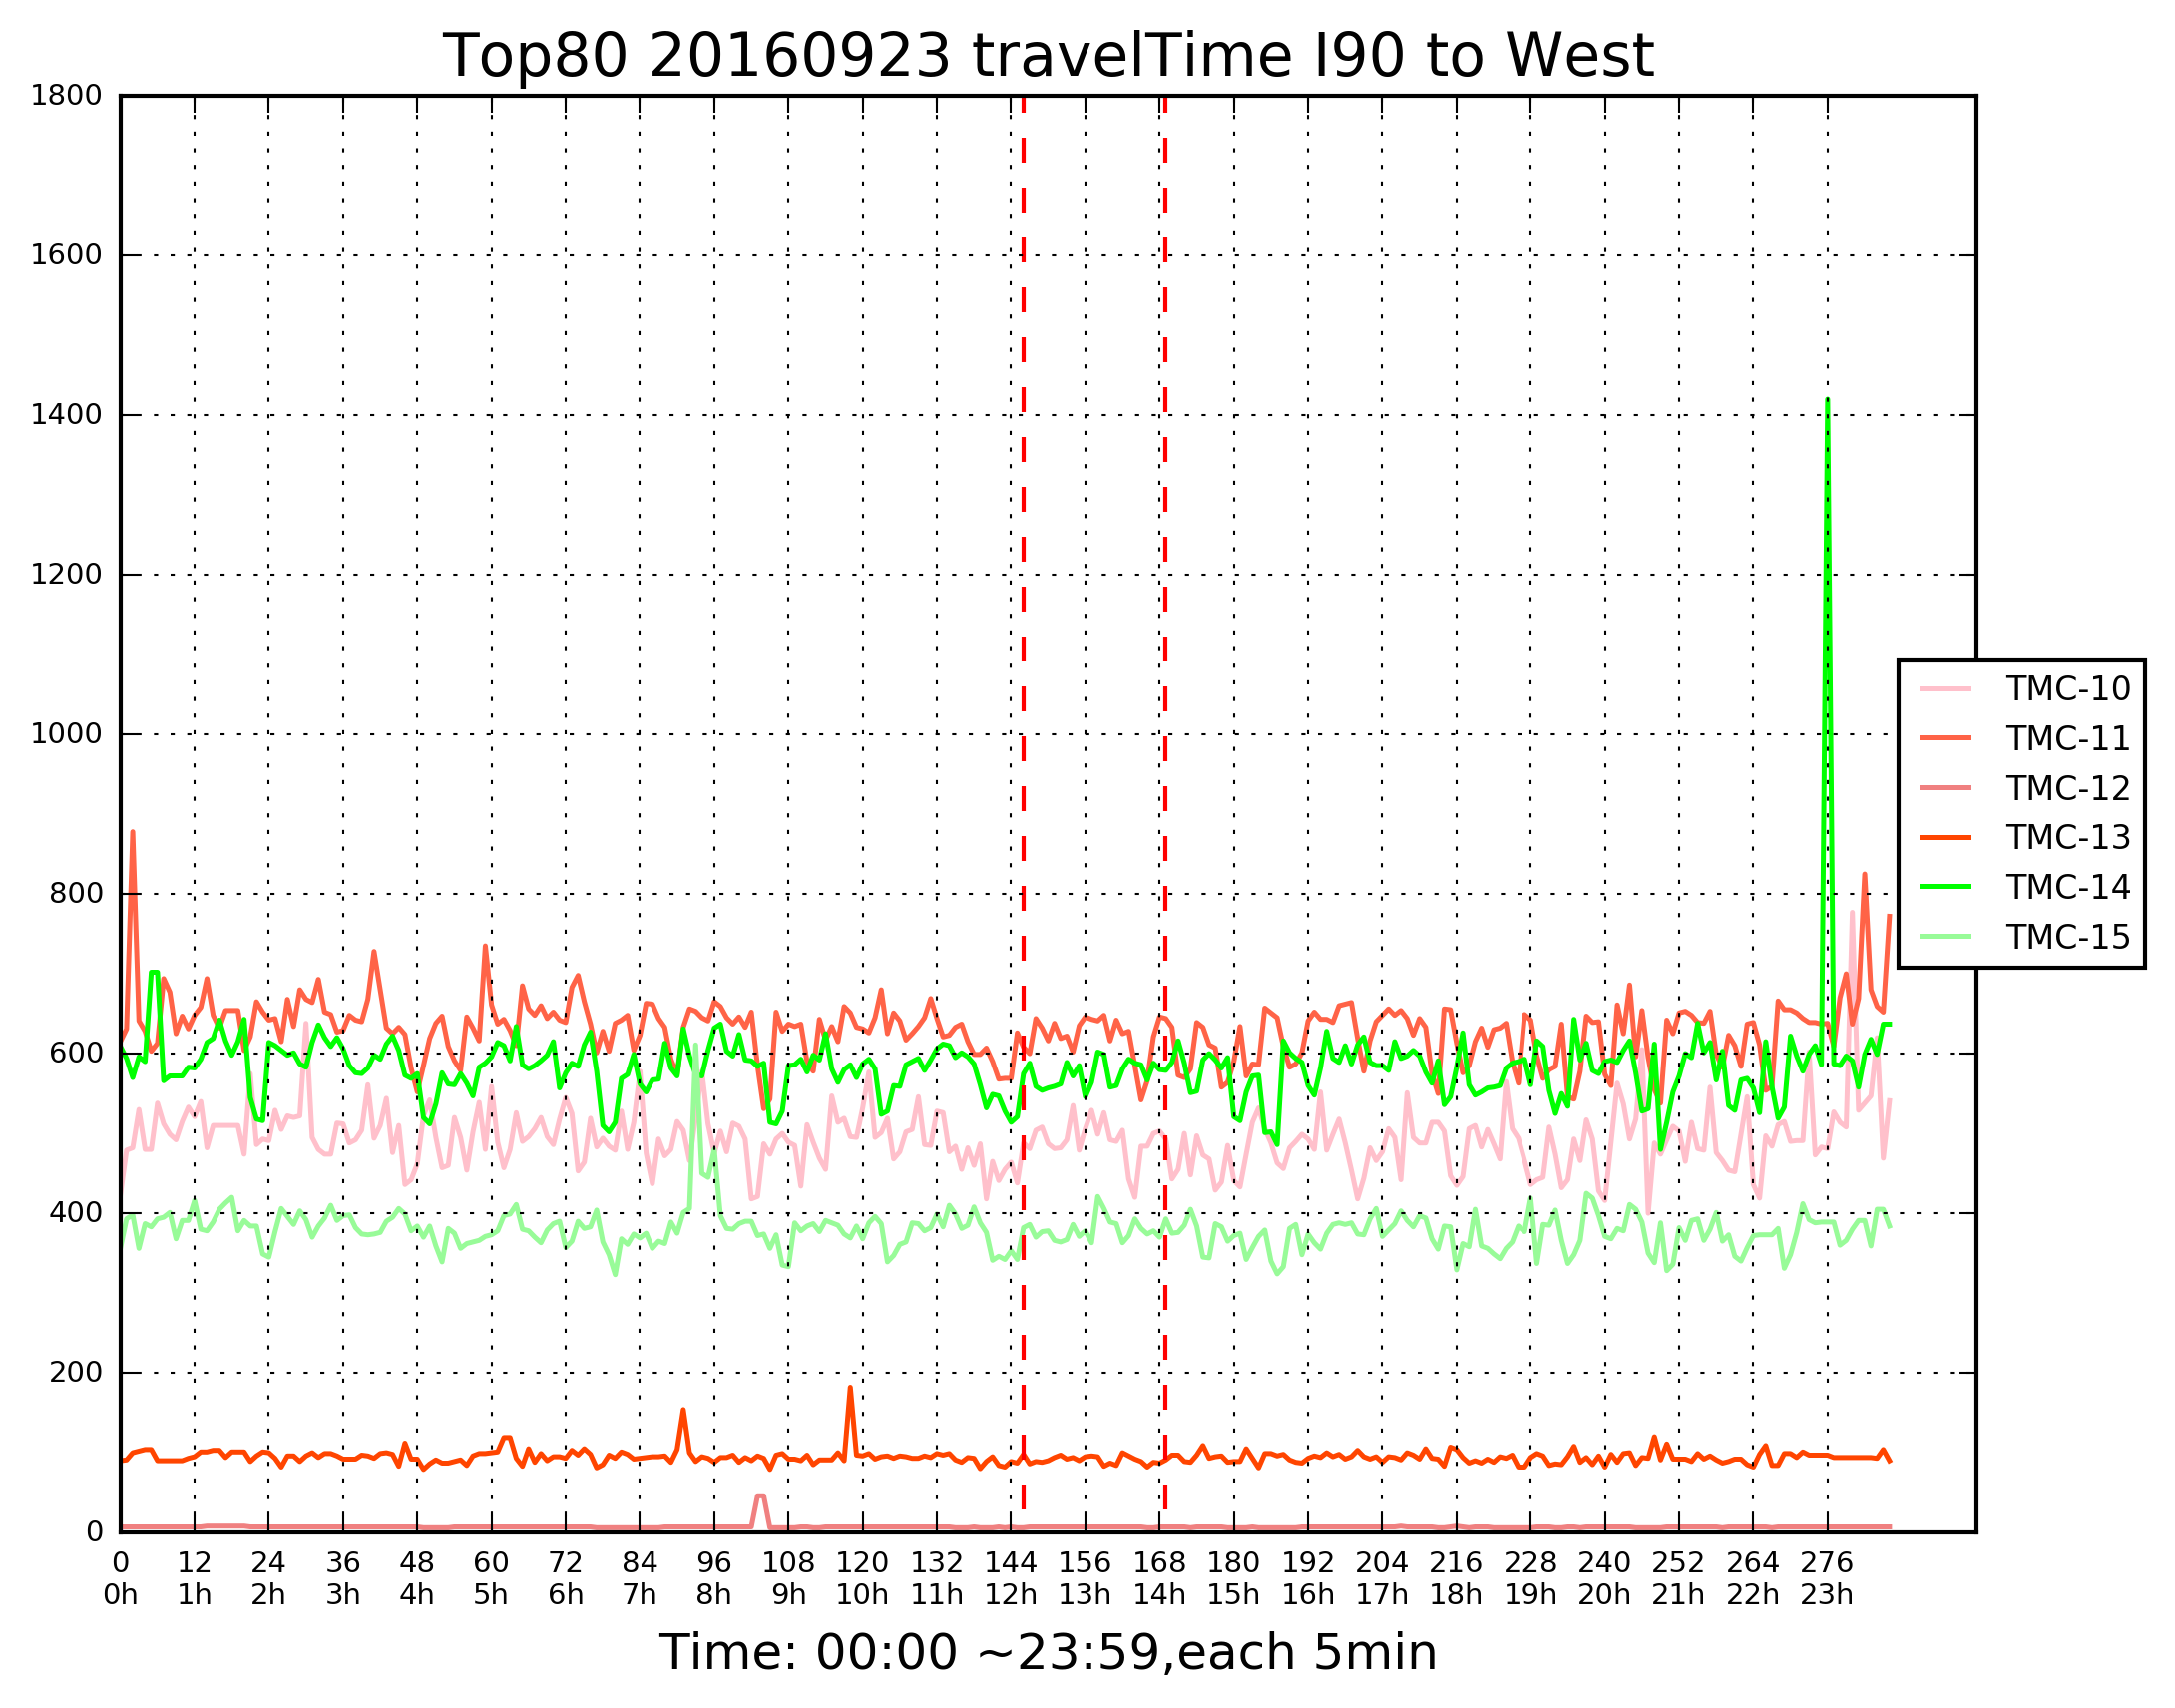 Top80 20160923 travelTime I90 to West
1800
1600
1400
1200
1000
800
600
400
200
0
TMC-10
TMC-11
TMC-12
TMC-13
TMC-14
TMC-15
0 12 24 36 48 60 72 84 96 108 120 132 144 156 168 180 192 204 216 228 240 252 264 276
0h 1h 2h 3h 4h 5h 6h 7h 8h 9h 10h 11h 12h 13h 14h 15h 16h 17h 18h 19h 20h 21h 22h 23h
Time: 00:00 ~23:59,each 5min